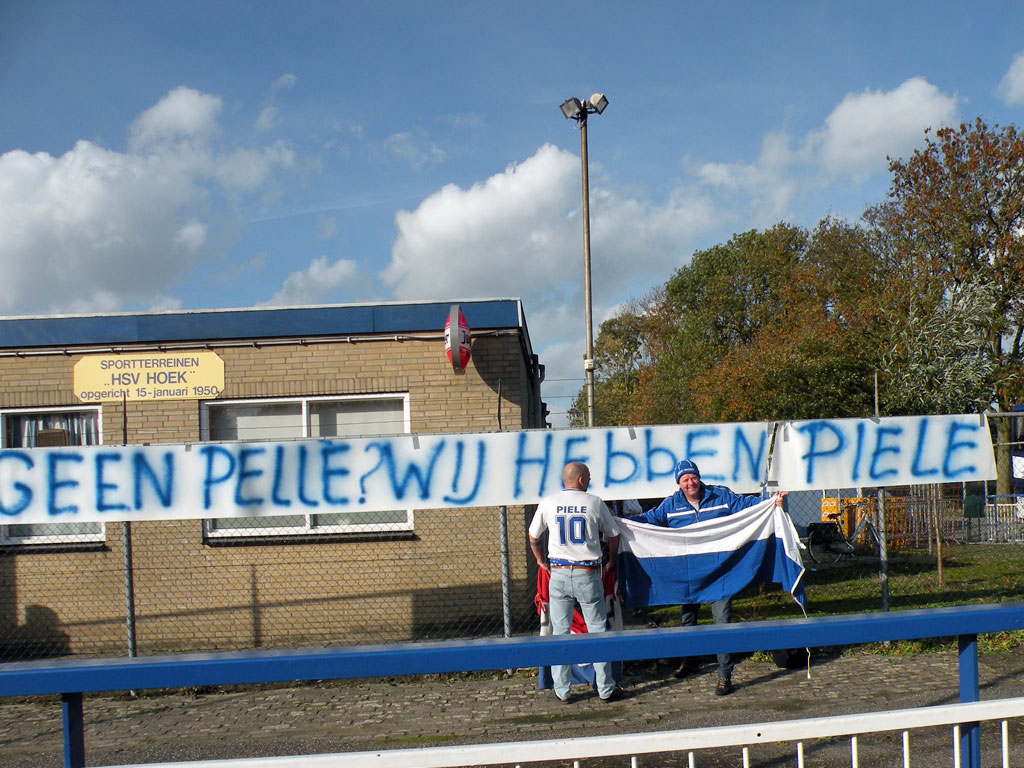 SPORTTERREINEN
,,HSV HOEK"
opgericht 15-januari 1950
GEEN PELLE? WIJ HEbbEN PIELE
PIELE
10